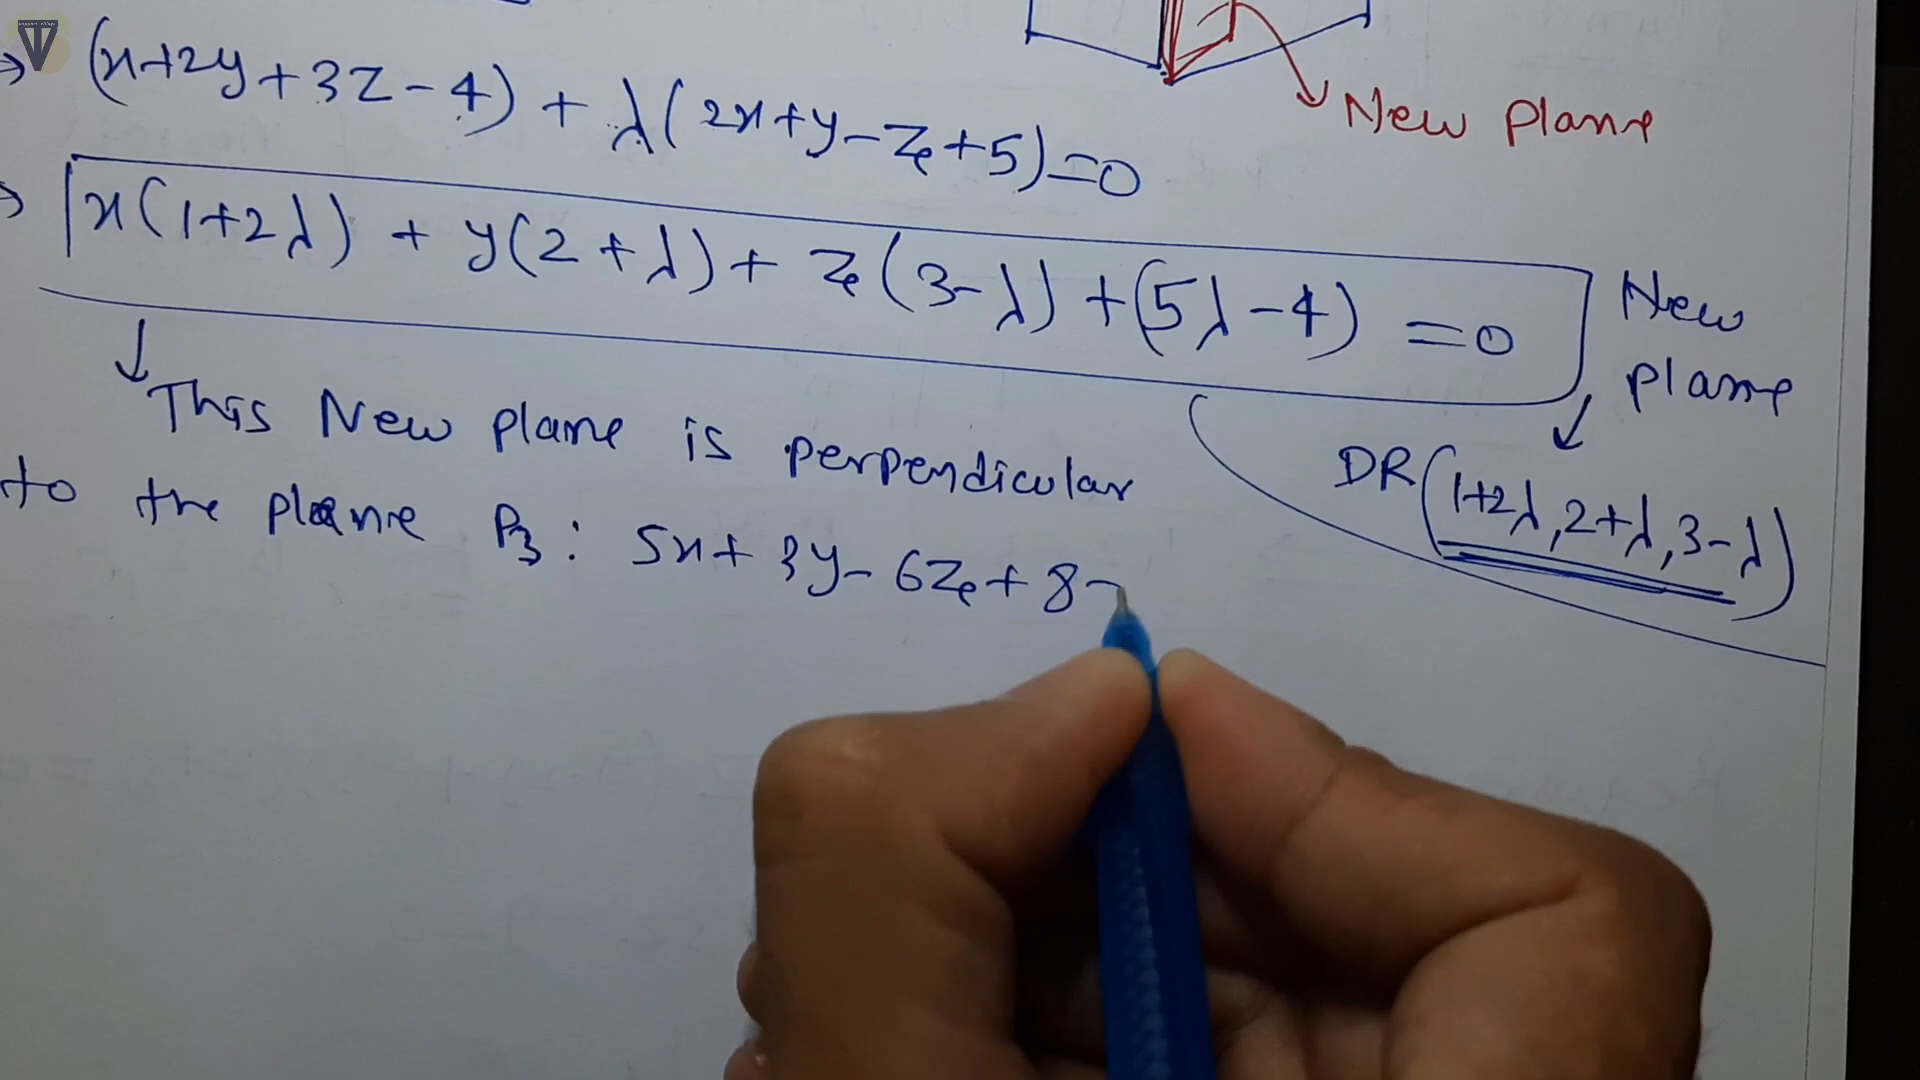 New plane
→ (x+2y+3z-4) + λ(2x+y-z+5)=0
→ x(1+2λ) + y(2+λ) + z(3-λ) + (5λ-4) = 0
New plane
DR(1+2λ, 2+λ, 3-λ)
↓ This New plane is perpendicular
to the plane P3: 5x+3y-6z+8-